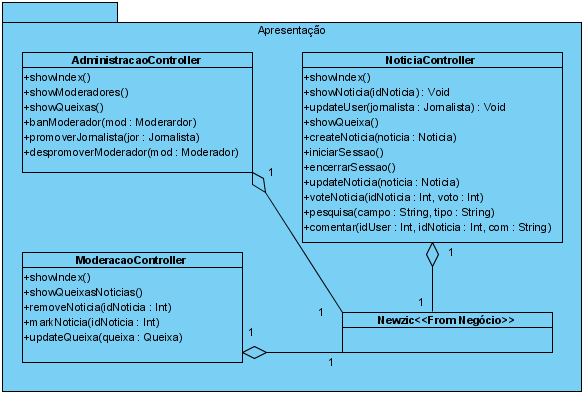 Apresentação
AdministracaoController
+showIndex()
+showModeradores()
+showQueixas()
+banModerador(mod : Moderardor)
+promoverJornalista(jor : Jornalista)
+despromoverModerador(mod : Moderador)
1
NoticiaController
+showIndex()
+showNoticia(idNoticia) : Void
+updateUser(jornalista : Jornalista) : Void
+showQueixa()
+createNoticia(noticia : Noticia)
+iniciarSessao()
+encerrarSessao()
+updateNoticia(noticia : Noticia)
+voteNoticia(idNoticia : Int, voto : Int)
+pesquisa(campo : String, tipo : String)
+comentar(idUser : Int, idNoticia : Int, com : String)
1
ModeracaoController
+showIndex()
+showQueixasNoticias()
+removeNoticia(idNoticia : Int)
+markNoticia(idNoticia : Int)
+updateQueixa(queixa : Queixa)
1
1
1
Newzic<<From Negócio>>
1